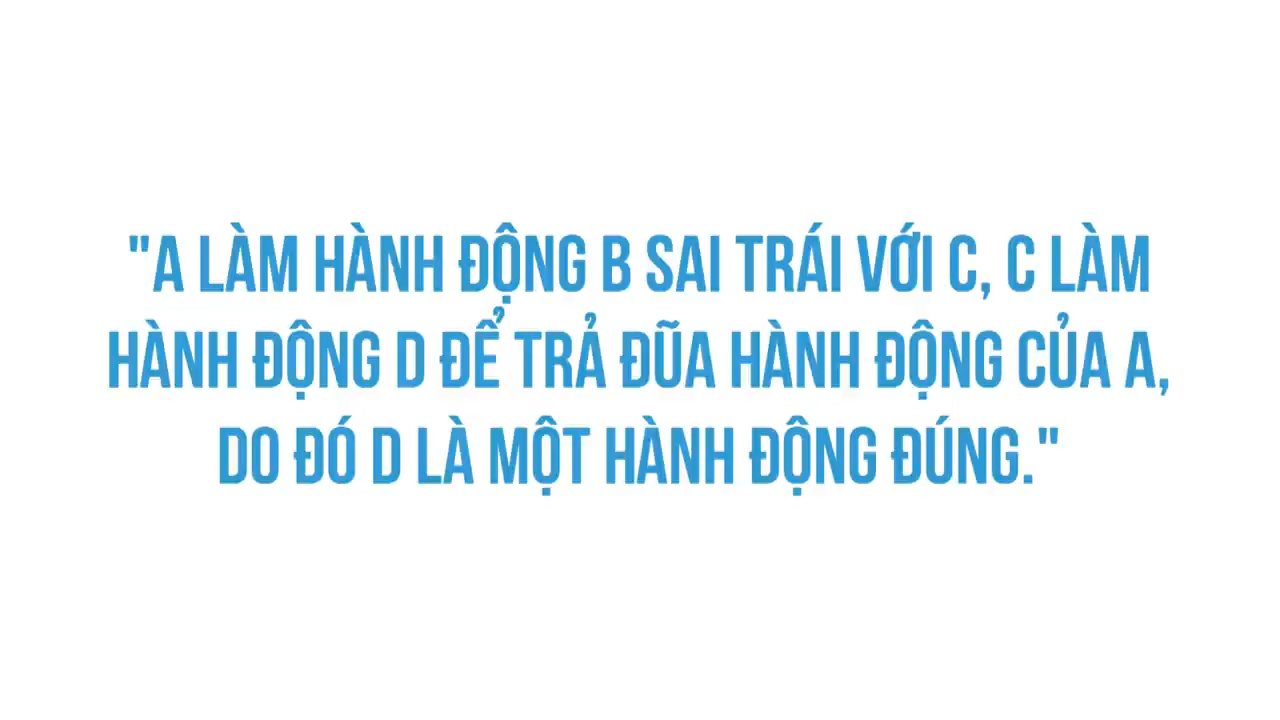 "A LÀM HÀNH ĐỘNG B SAI TRÁI VỚI C, C LÀM
HÀNH ĐỘNG D ĐỂ TRẢ ĐŨA HÀNH ĐỘNG CỦA A,
DO ĐÓ D LÀ MỘT HÀNH ĐỘNG ĐÚNG."